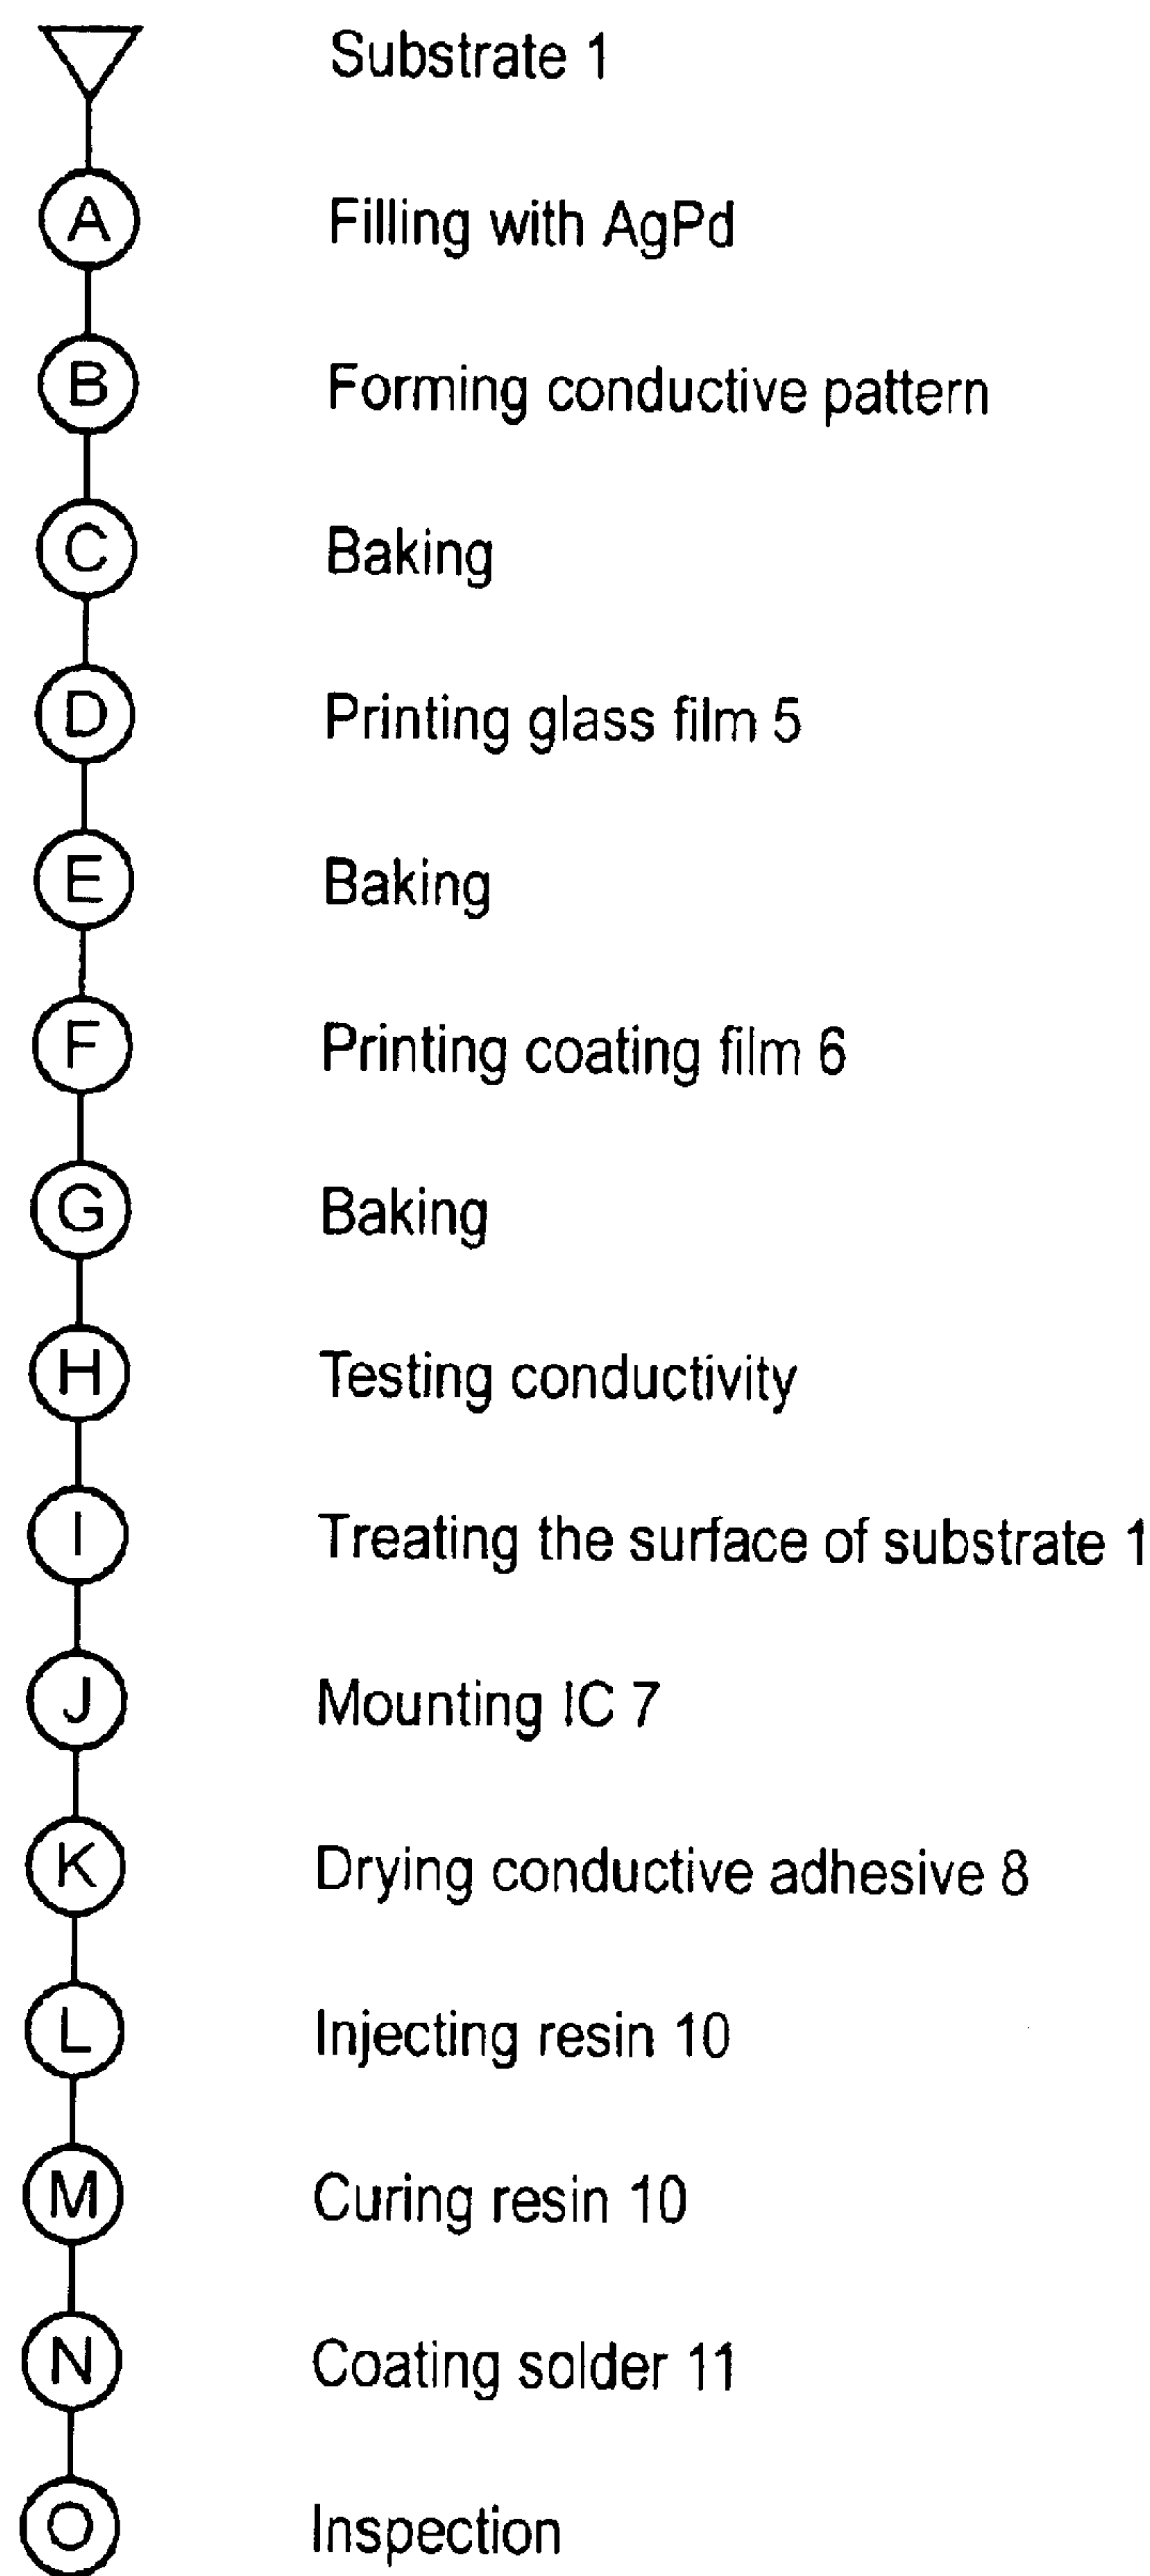 Substrate 1
A Filling with AgPd
B Forming conductive pattern
C Baking
D Printing glass film 5
E Baking
F Printing coating film 6
G Baking
H Testing conductivity
I Treating the surface of substrate 1
J Mounting IC 7
K Drying conductive adhesive 8
L Injecting resin 10
M Curing resin 10
N Coating solder 11
O Inspection